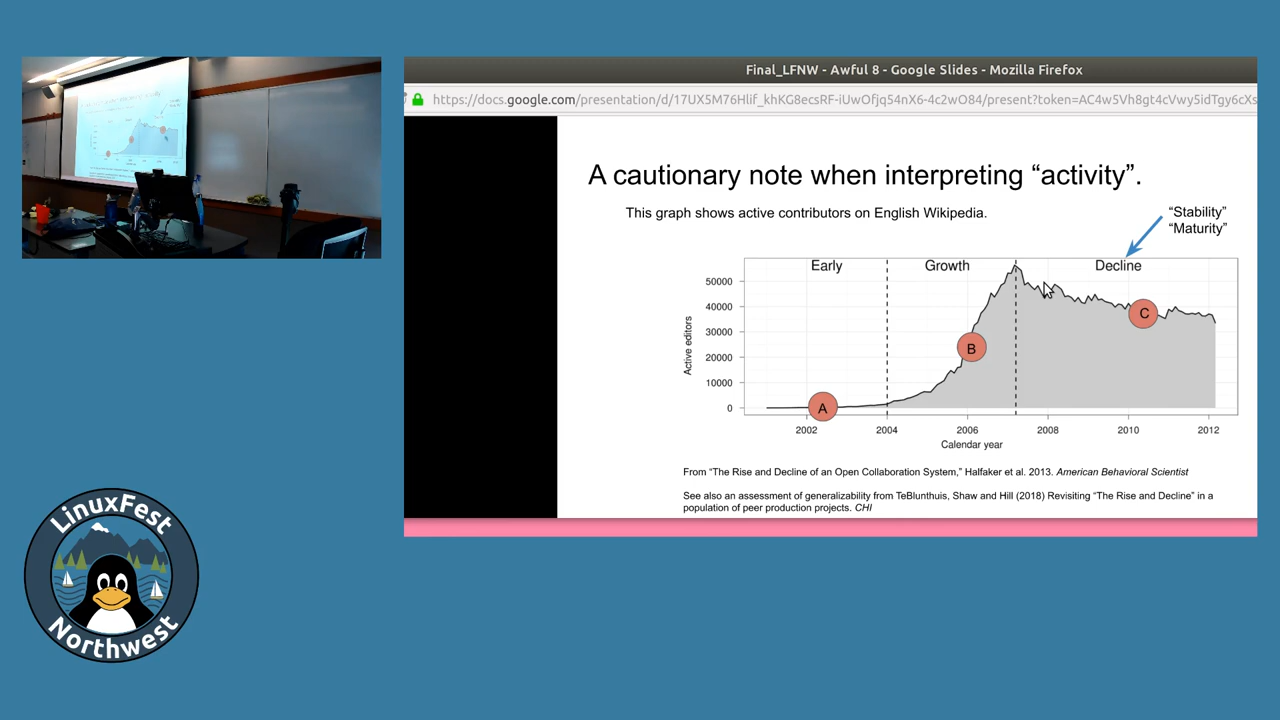 Final_LFNW - Awful 8 - Google Slides - Mozilla Firefox
https://docs.google.com/presentation/d/17UX5M76Hlif_khKG8ecsRF-iUwOfjq54nX6-4c2wO84/present?token=AC4w5Vh8gt4cVwy5idTgy6cXs
A cautionary note when interpreting “activity”.
This graph shows active contributors on English Wikipedia.
“Stability”
“Maturity”
Early
Growth
Decline
50000
40000
30000
20000
10000
0
Active editors
A
B
C
2002
2004
2006
2008
2010
2012
Calendar year
From “The Rise and Decline of an Open Collaboration System,” Halfaker et al. 2013. American Behavioral Scientist
See also an assessment of generalizability from TeBlunthuis, Shaw and Hill (2018) Revisiting “The Rise and Decline” in a
population of peer production projects. CHI
LinuxFest
Northwest